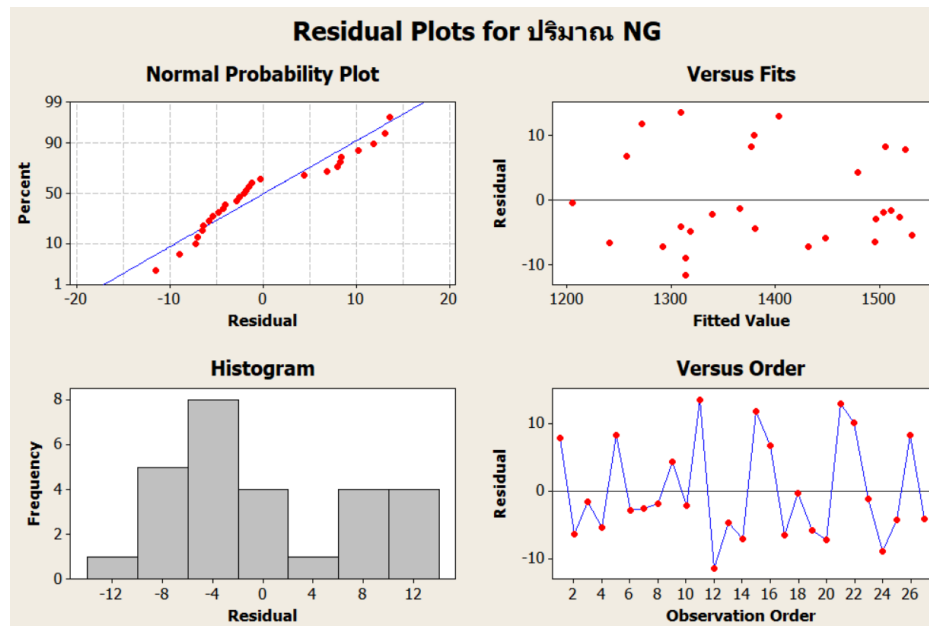 Residual Plots for ปริมาณ NG
Normal Probability Plot
Percent
99
90
50
10
1
-20 -10 0 10 20
Residual
Versus Fits
Residual
10
0
-10
1200 1300 1400 1500
Fitted Value
Histogram
Frequency
8
6
4
2
0
-12 -8 -4 0 4 8 12
Residual
Versus Order
Residual
10
0
-10
2 4 6 8 10 12 14 16 18 20 22 24 26
Observation Order